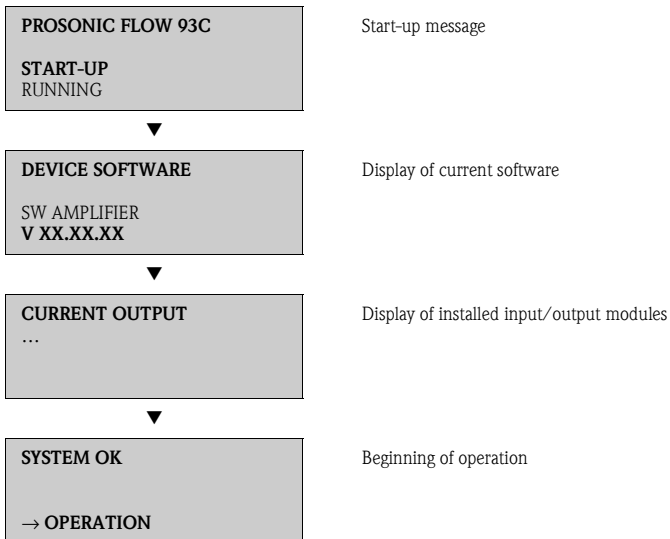 PROSONIC FLOW 93C Start-up message
START-UP
RUNNING
▼
DEVICE SOFTWARE Display of current software
SW AMPLIFIER
V XX.XX.XX
▼
CURRENT OUTPUT Display of installed input/output modules
…
▼
SYSTEM OK Beginning of operation
→ OPERATION